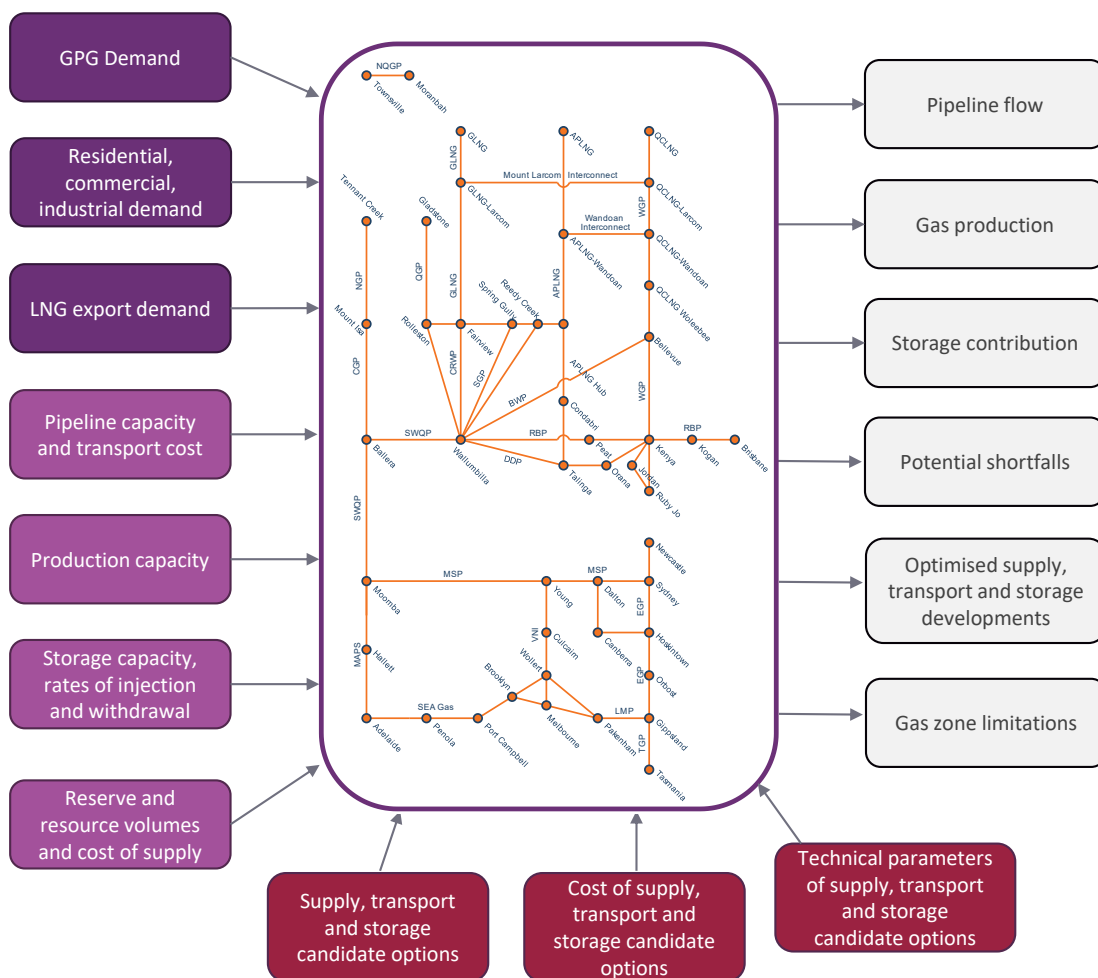 GPG Demand
Residential,
commercial,
industrial demand
LNG export demand
Pipeline capacity
and transport cost
Production capacity
Storage capacity,
rates of injection
and withdrawal
Reserve and
resource volumes
and cost of supply
NQGP
Townsville
Moranbah
GLNG
APLNG
QCLNG
GLNG
Mount Larcom Interconnect
GLNG-Larcom
QCLNG-Larcom
Tennant Creek
Gladstone
WGP
Wandoan
Interconnect
APLNG-Wandoan
QCLNG-Wandoan
NGP
QGP
GLNG
Spring Gully
Reedy Creek
APLNG
QCLNG Woleebee
Mount Isa
Rolleston
Fairview
Bellevue
CGP
CRWP
SGP
BWP
APLNG Hub
WGP
Condabri
SWQP
RBP
RBP
Ballera
Wallumbilla
DDP
Peat
Kenya
Kogan
Brisbane
Talinga
Orana
Jordan
Ruby Jo
SWQP
Newcastle
MSP
MSP
Moomba
Young
Dalton
Sydney
EGP
VNI
Culcairn
Canberra
Hoskintown
MAPS
Hallett
Wollert
EGP
Orbost
Brooklyn
SEA Gas
LMP
Adelaide
Penola
Port Campbell
Melbourne
Pakenham
Gippsland
TGP
Tasmania
Pipeline flow
Gas production
Storage contribution
Potential shortfalls
Optimised supply,
transport and storage
developments
Gas zone limitations
Supply, transport
and storage
candidate options
Cost of supply,
transport and
storage candidate
options
Technical parameters
of supply, transport
and storage
candidate options